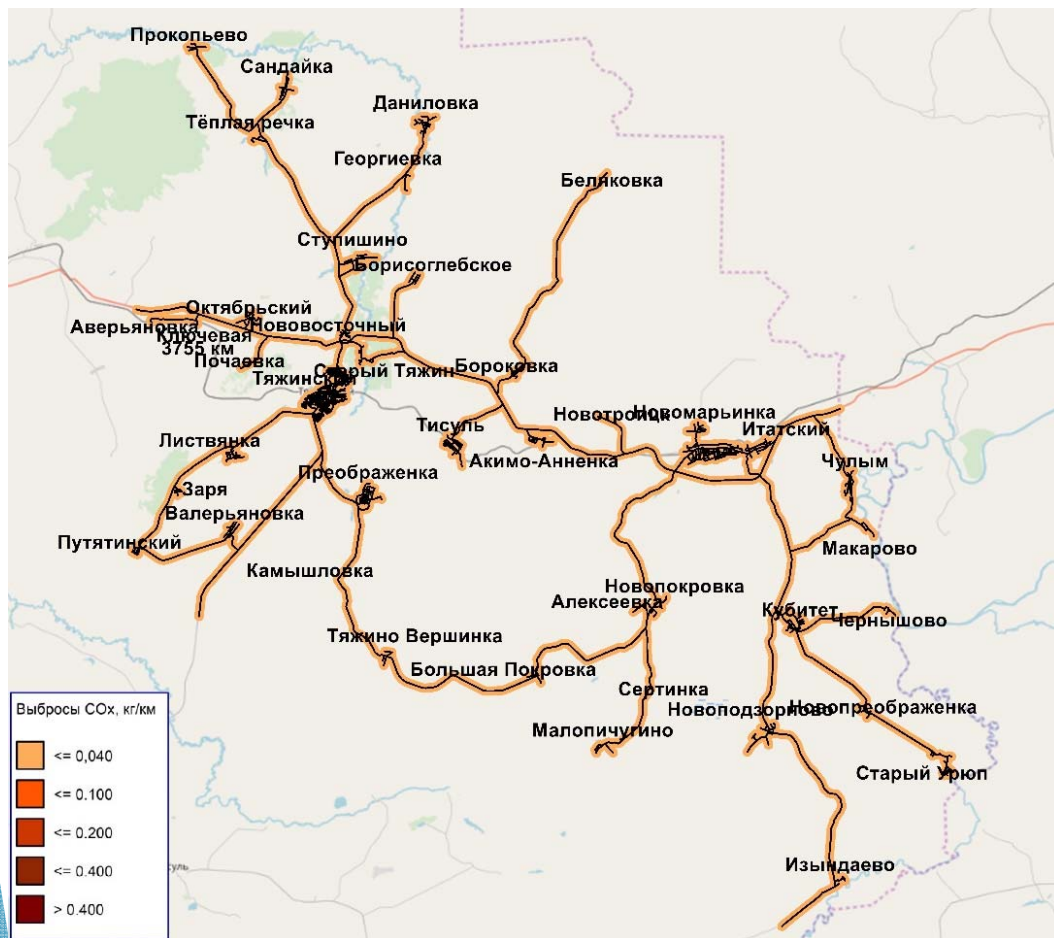 Прокопьево
Сандайка
Даниловка
Тёплая речка
Георгиевка
Беляковка
Ступишино
Борисоглебское
Октябрьский
Аверьяновка
Нововосточный
Ключевая
3755 км
Почаевка
Старый Тяжин
Бороковка
Тяжинский
Новотроицк
Новомарьинка
Тисуль
Итатский
Листвянка
Акимо-Анненка
Чулым
Преображенка
Заря
Валерьяновка
Путятинский
Макарово
Камышловка
Новопокровка
Алексеевка
Кубитет
Чернышово
Тяжино Вершинка
Большая Покровка
Сертинка
Новоподзорново
Новопреображенка
Малопичугино
Старый Урюп
Изындаево
Выбросы COx, кг/км
<= 0,040
<= 0.100
<= 0.200
<= 0.400
> 0.400